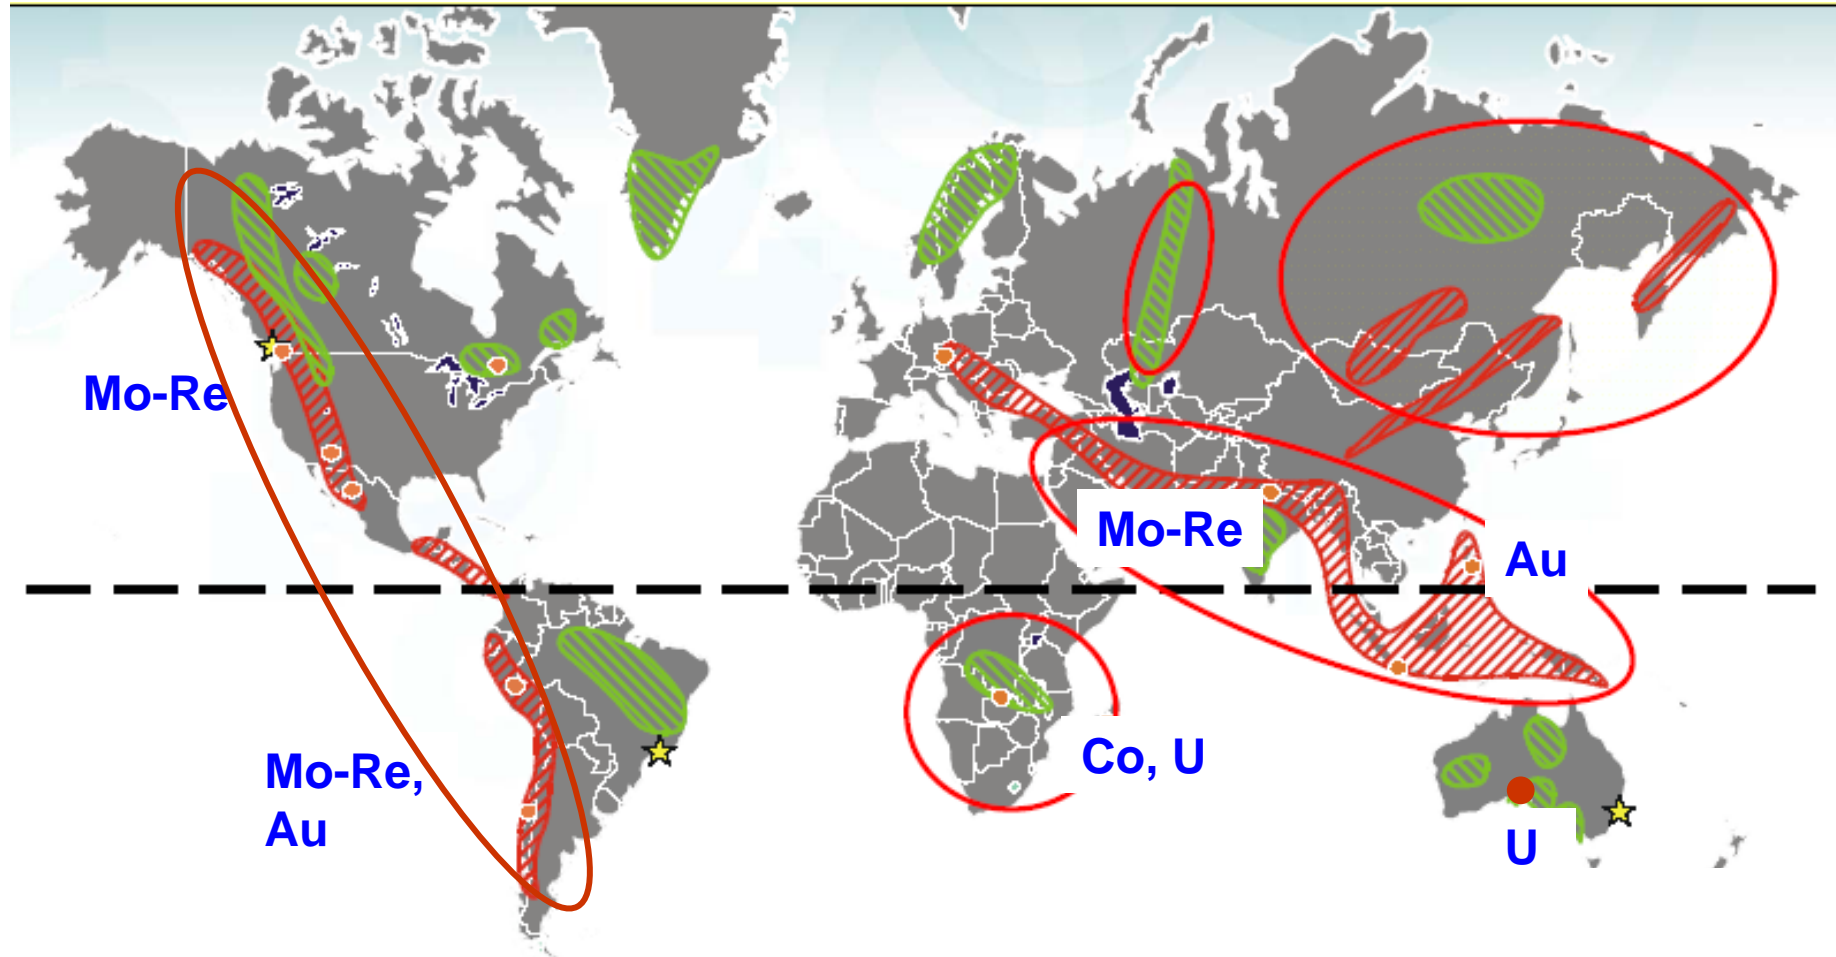 Mo-Re
Mo-Re
Au
Mo-Re,
Au
Co, U
U